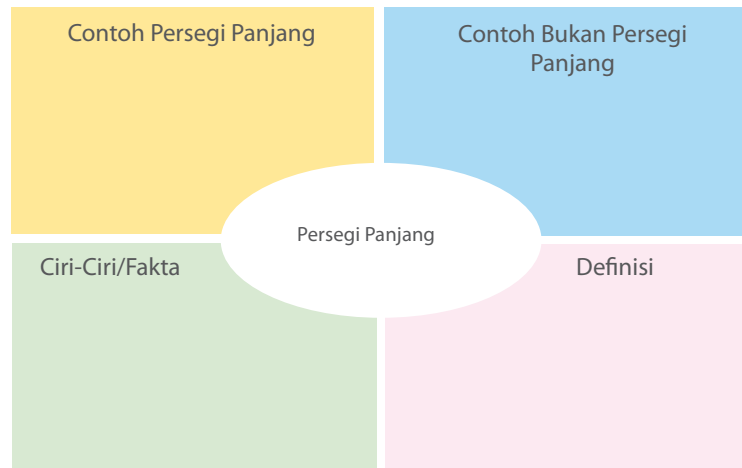 Contoh Persegi Panjang
Contoh Bukan Persegi
Panjang
Persegi Panjang
Ciri-Ciri/Fakta
Definisi